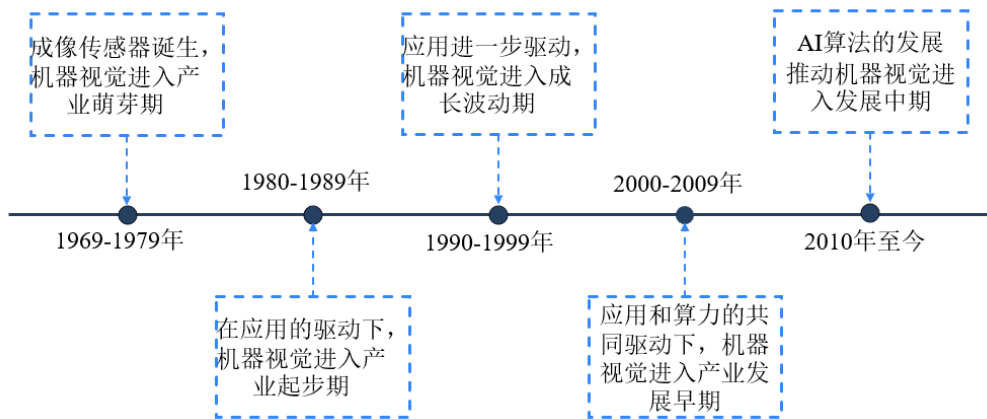 成像传感器诞生，
机器视觉进入产
业萌芽期
1969-1979年
1980-1989年
在应用的驱动下，
机器视觉进入产
业起步期
应用进一步驱动，
机器视觉进入成
长波动期
1990-1999年
2000-2009年
应用和算力的共
同驱动下，机器
视觉进入产业发
展早期
AI算法的发展
推动机器视觉进
入发展中期
2010年至今